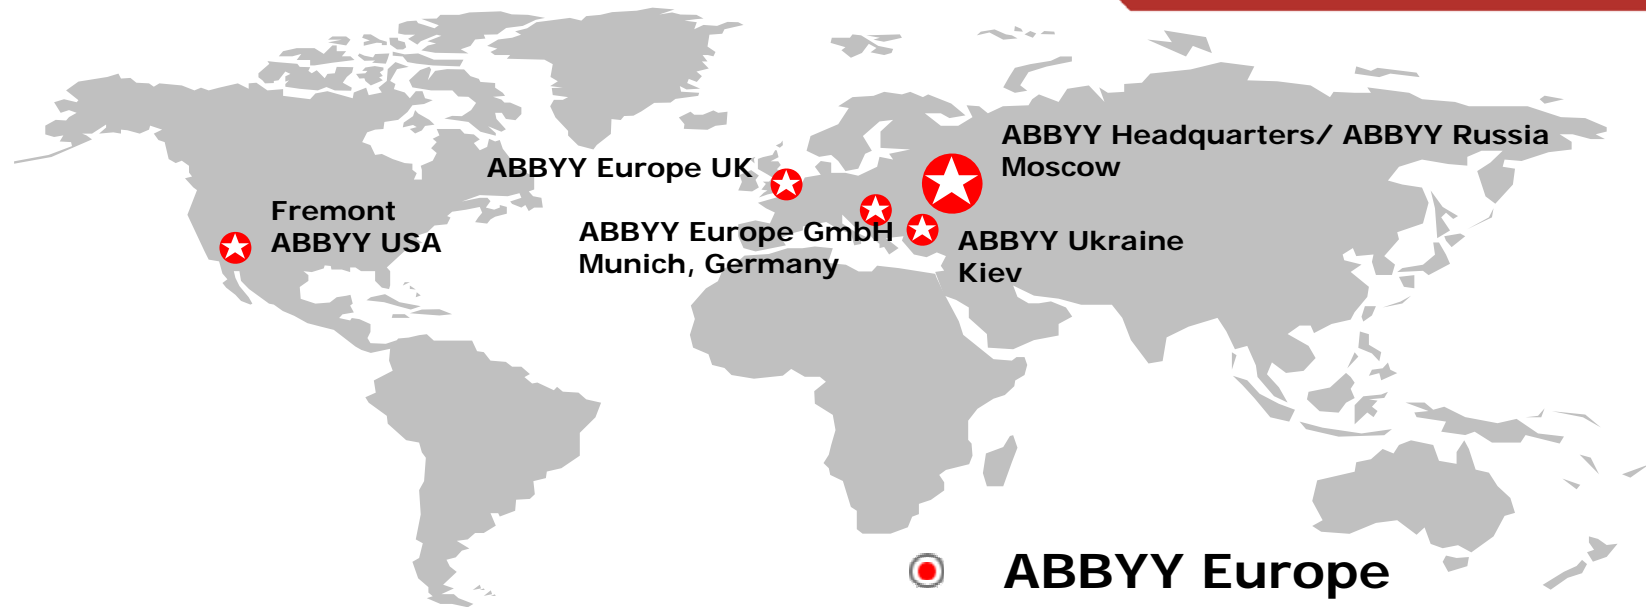 ABBYY Headquarters/ ABBYY Russia
Moscow
ABBYY Europe UK
Fremont
ABBYY USA
ABBYY Europe GmbH
Munich, Germany
ABBYY Ukraine
Kiev
ABBYY Europe